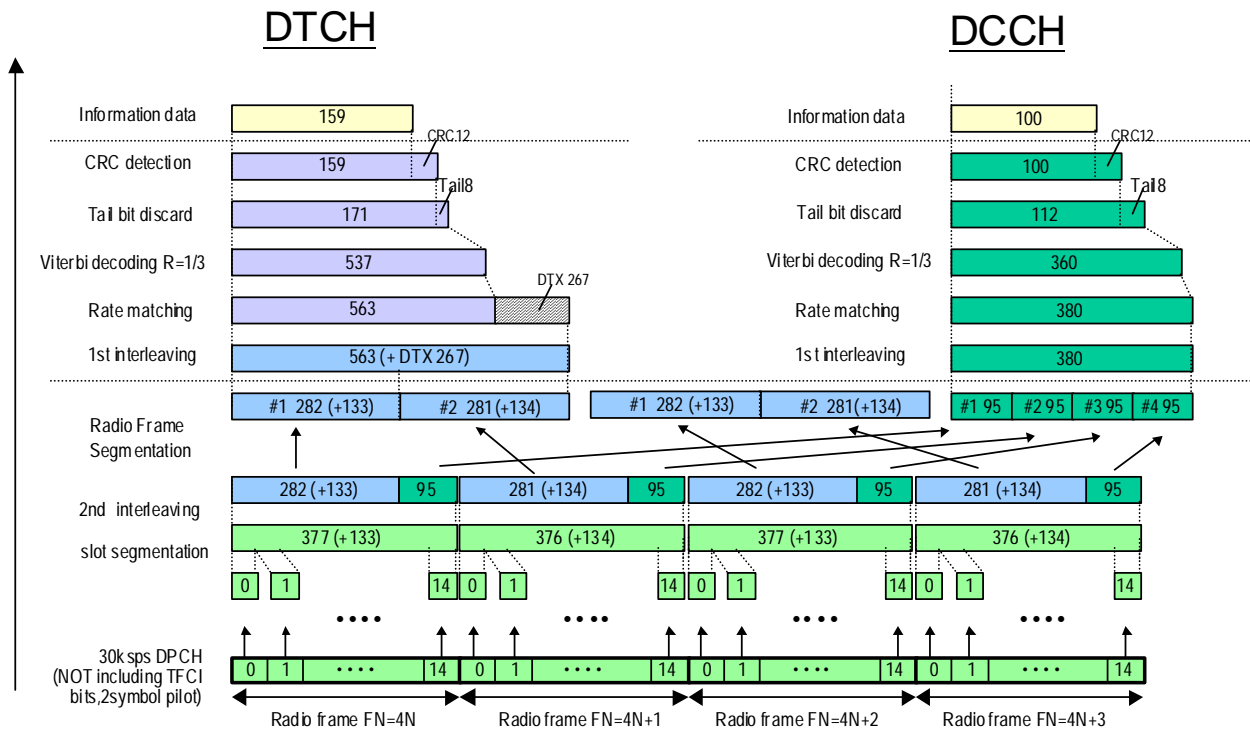 DTCH DCCH
Information data 159 Information data 100
CRC12 CRC12
CRC detection 159 CRC detection 100
Tail8 Tail8
Tail bit discard 171 Tail bit discard 112
Viterbi decoding R=1/3 537 Viterbi decoding R=1/3 360
DTX 267
Rate matching 563 Rate matching 380
1st interleaving 563 (+ DTX 267) 1st interleaving 380
#1 282 (+133) #2 281 (+134) #1 282 (+133) #2 281(+134) #1 95 #2 95 #3 95 #4 95
Radio Frame
Segmentation
282 (+133) 95 281 (+134) 95 282 (+133) 95 281 (+134) 95
2nd interleaving
377 (+133) 376 (+134) 377 (+133) 376 (+134)
slot segmentation
0 1 14 0 1 14 0 1 14 0 1 14
•••• •••• •••• ••••
30ksps DPCH
(NOT including TFCI
bits,2symbol pilot)
0 1 •••• 14 0 1 •••• 14 0 1 •••• 14 0 1 •••• 14
Radio frame FN=4N Radio frame FN=4N+1 Radio frame FN=4N+2 Radio frame FN=4N+3